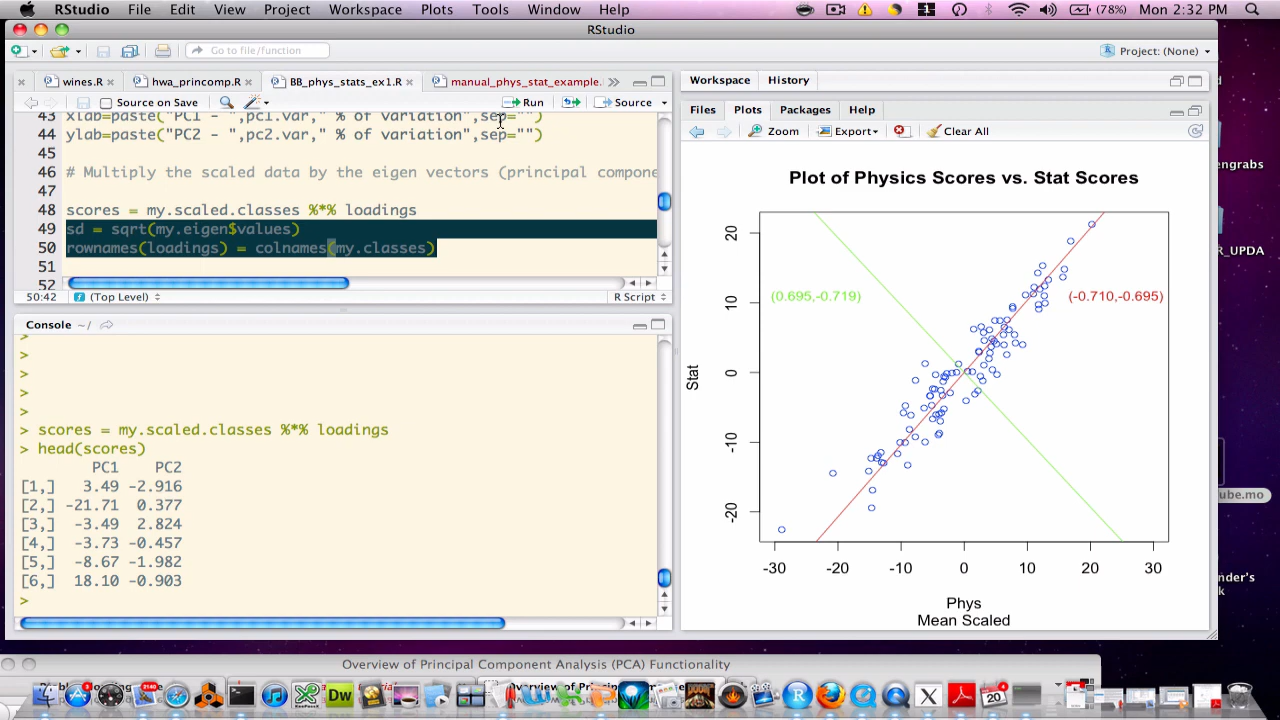 RStudio File Edit View Project Workspace Plots Tools Window Help (78%) Mon 2:32 PM
RStudio
Go to file/function Project: (None)
wines.R hwa_princomp.R BB_phys_stats_ex1.R manual_phys_stat_example.
Source on Save Run Source
43 xlab=paste("PC1 - ",pc1.var," % of variation",sep="")
44 ylab=paste("PC2 - ",pc2.var," % of variation",sep="")
45
46 # Multiply the scaled data by the eigen vectors (principal compone
47
48 scores = my.scaled.classes %*% loadings
49 sd = sqrt(my.eigen$values)
50 rownames(loadings) = colnames(my.classes)
51
52
50:42 (Top Level) R Script
Console ~/
>
>
>
>
>
> scores = my.scaled.classes %*% loadings
> head(scores)
PC1 PC2
[1,] 3.49 -2.916
[2,] -21.71 0.377
[3,] -3.49 2.824
[4,] -3.73 -0.457
[5,] -8.67 -1.982
[6,] 18.10 -0.903
>
Workspace History
Files Plots Packages Help
Zoom Export Clear All
Plot of Physics Scores vs. Stat Scores
(0.695,-0.719) (-0.710,-0.695)
Stat
20
10
0
-10
-20
-30 -20 -10 0 10 20 30
Phys
Mean Scaled
engrabs
R_UPDA
ube.mo
nder's
k
Overview of Principal Component Analysis (PCA) Functionality